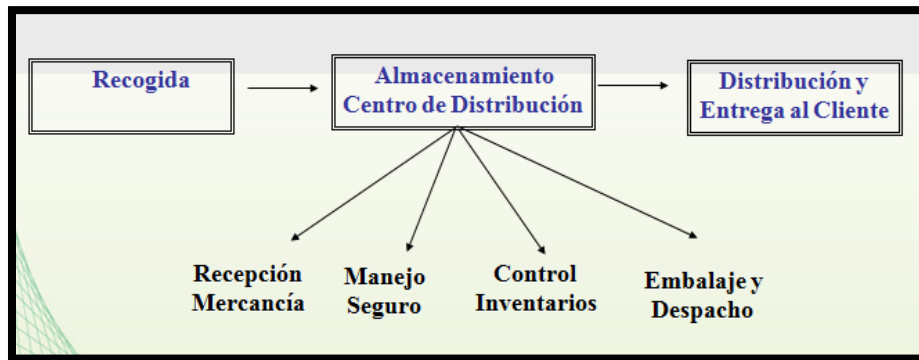 Recogida
Almacenamiento
Centro de Distribución
Distribución y
Entrega al Cliente
Recepción
Mercancía
Manejo
Seguro
Control
Inventarios
Embalaje y
Despacho